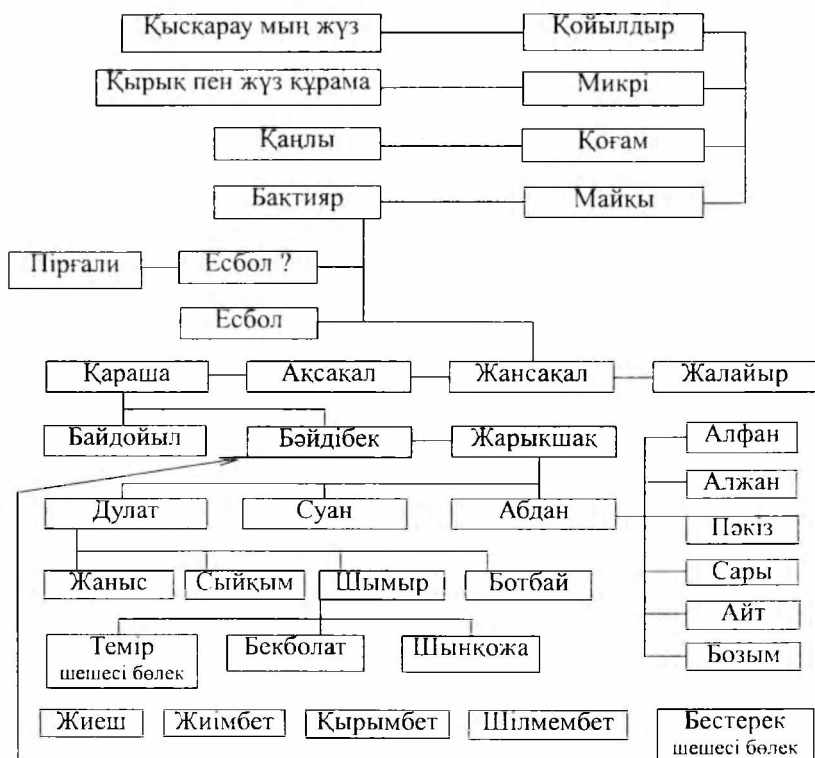 Қысқарау мың жүз Қойылдыр
Қырық пен жүз құрама Микрі
Қаңлы Қоғам
Бақтияр Майқы
Пірғали Есбол ?
Есбол
Қараша Ақсақал Жансақал Жалайыр
Байдойыл Бәйдібек Жарықшақ Алфан
Алжан
Дулат Суан Абдан Пәкіз
Жаныс Сыйқым Шымыр Ботбай Сары
Айт
Темір Бекболат Шынқожа Бозым
шешесі бөлек
Жиеш Жиімбет Қырымбет Шілмембет Бестерек
шешесі бөлек